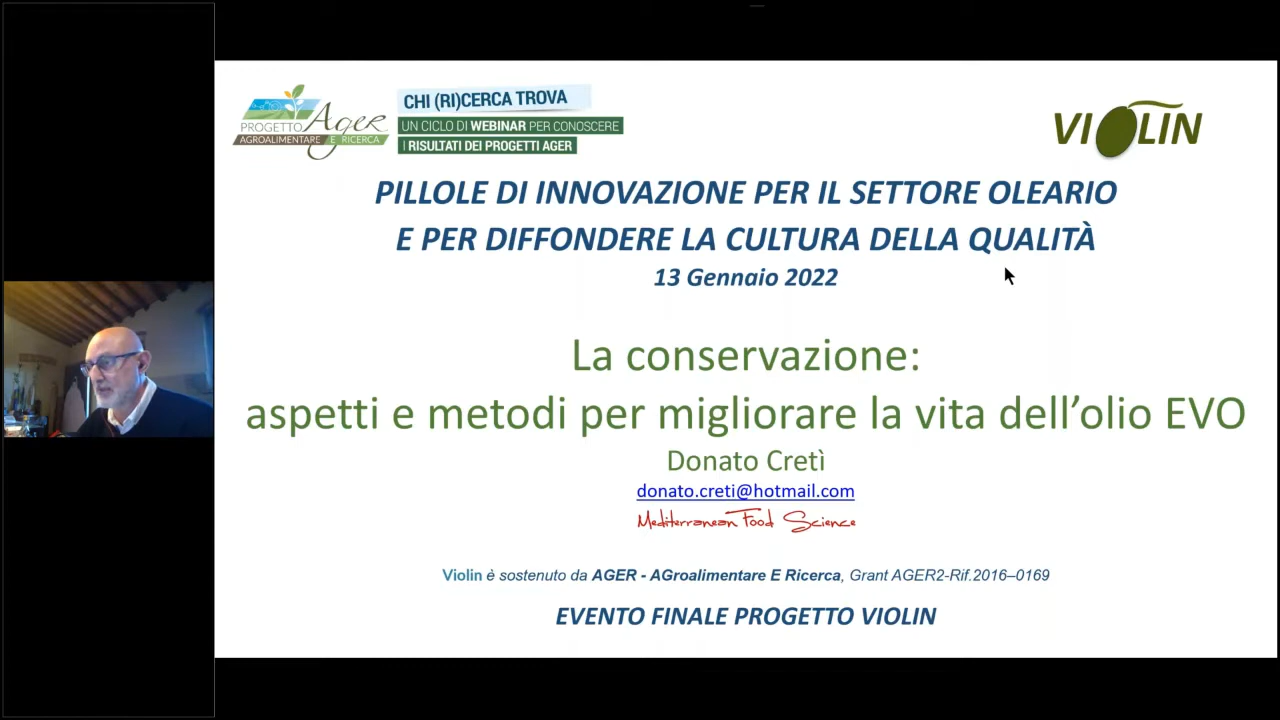 PROGETTO Ager
AGROALIMENTARE E RICERCA
CHI (RI)CERCA TROVA
UN CICLO DI WEBINAR PER CONOSCERE
I RISULTATI DEI PROGETTI AGER
VIOLIN
PILLOLE DI INNOVAZIONE PER IL SETTORE OLEARIO
E PER DIFFONDERE LA CULTURA DELLA QUALITÀ
13 Gennaio 2022
La conservazione:
aspetti e metodi per migliorare la vita dell’olio EVO
Donato Cretì
donato.creti@hotmail.com
Mediterranean Food Science
Violin è sostenuto da AGER - AGroalimentare E Ricerca, Grant AGER2-Rif.2016–0169
EVENTO FINALE PROGETTO VIOLIN